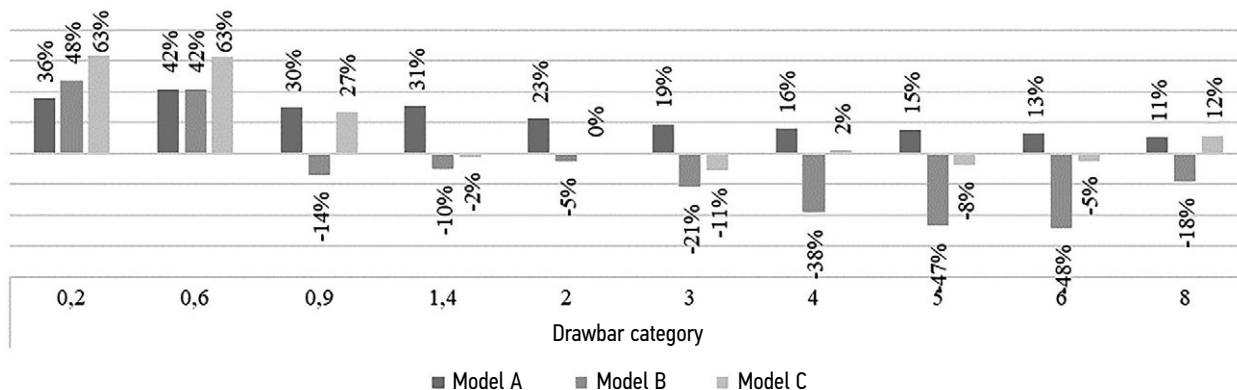 36% 48% 63% 42% 42% 63% 30% -14% 27% 31% -10% -2% 23% -5% 0% 19% -21% -11% 16% -38% 2% 15% -47% -8% 13% -48% -5% 11% -18% 12%
0,2 0,6 0,9 1,4 2 3 4 5 6 8
Drawbar category
Model A Model B Model C